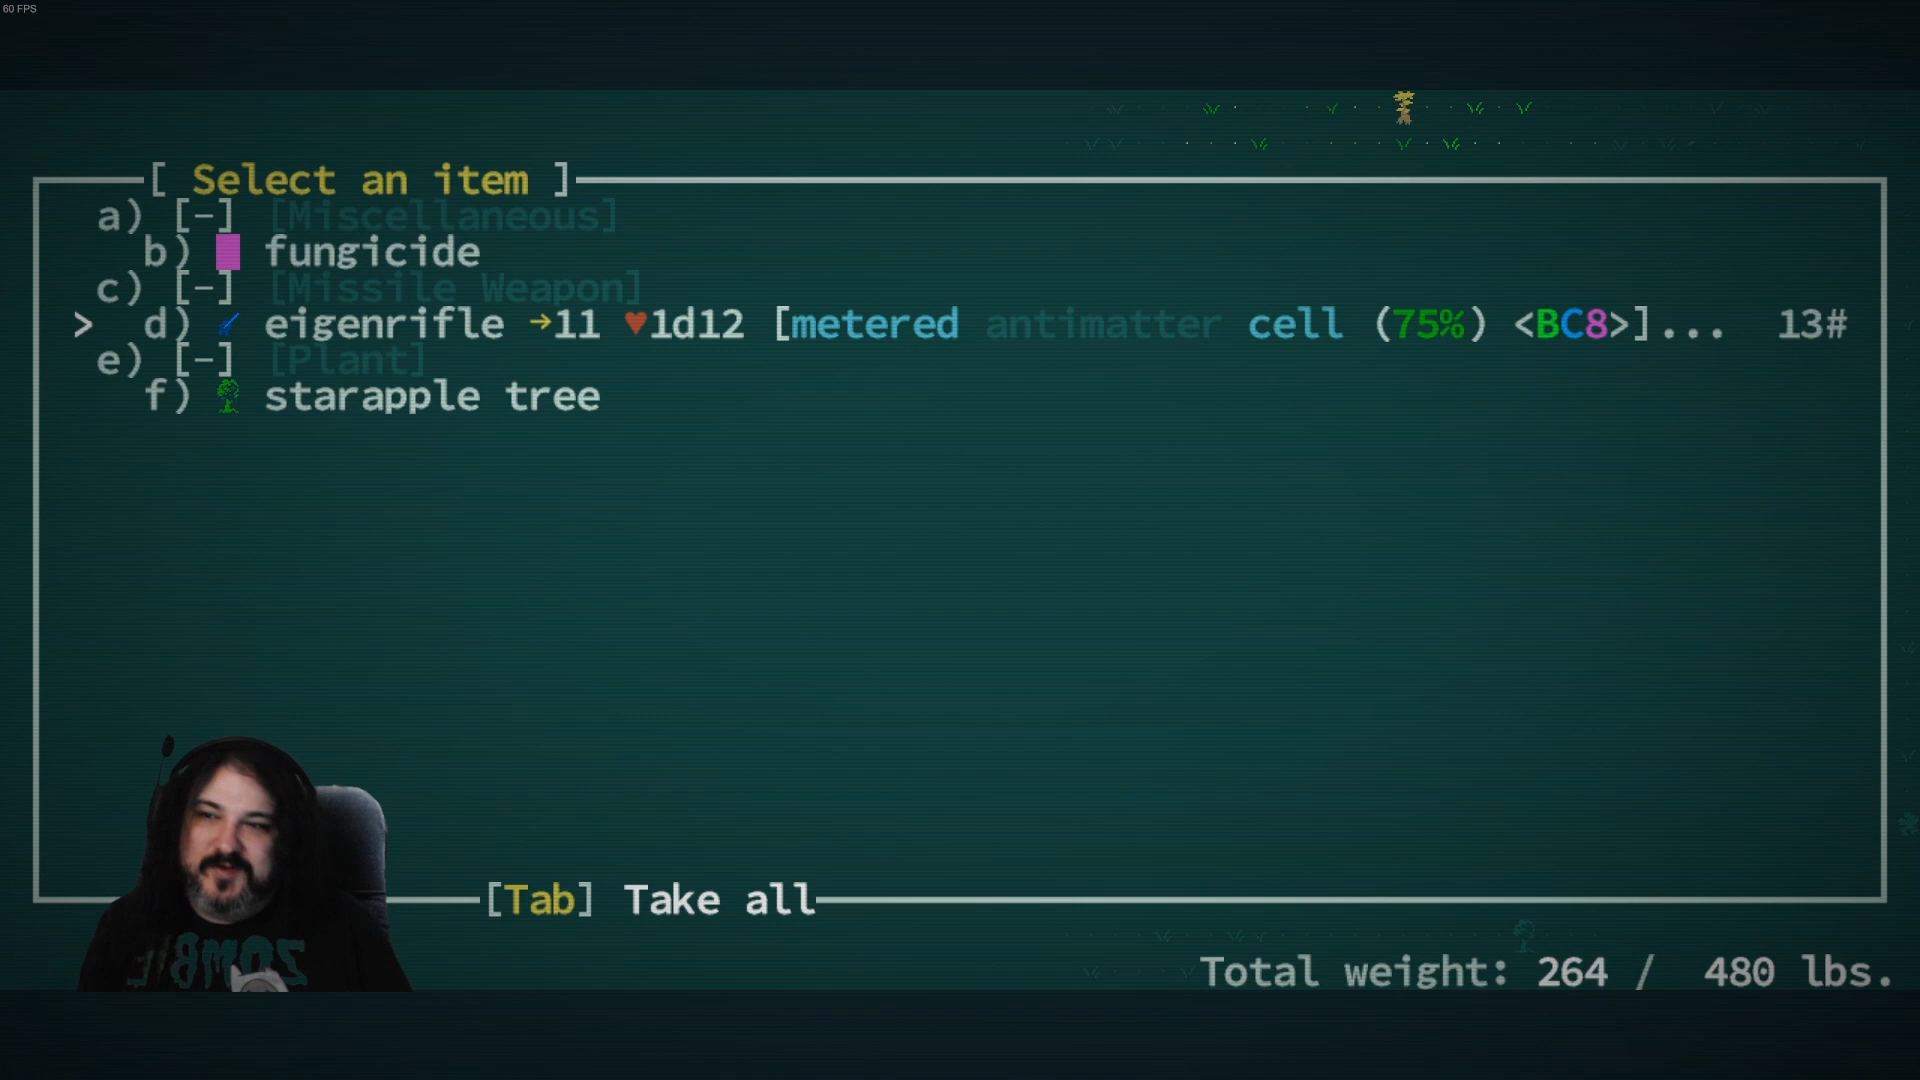 60 FPS
[ Select an item ]
a) [-] [Miscellaneous]
b) fungicide
c) [-] [Missile Weapon]
> d) eigenrifle →11 ♥1d12 [metered antimatter cell (75%) <BC8>]... 13#
e) [-] [Plant]
f) starapple tree
ZOMBIE
[Tab] Take all
Total weight: 264 / 480 lbs.